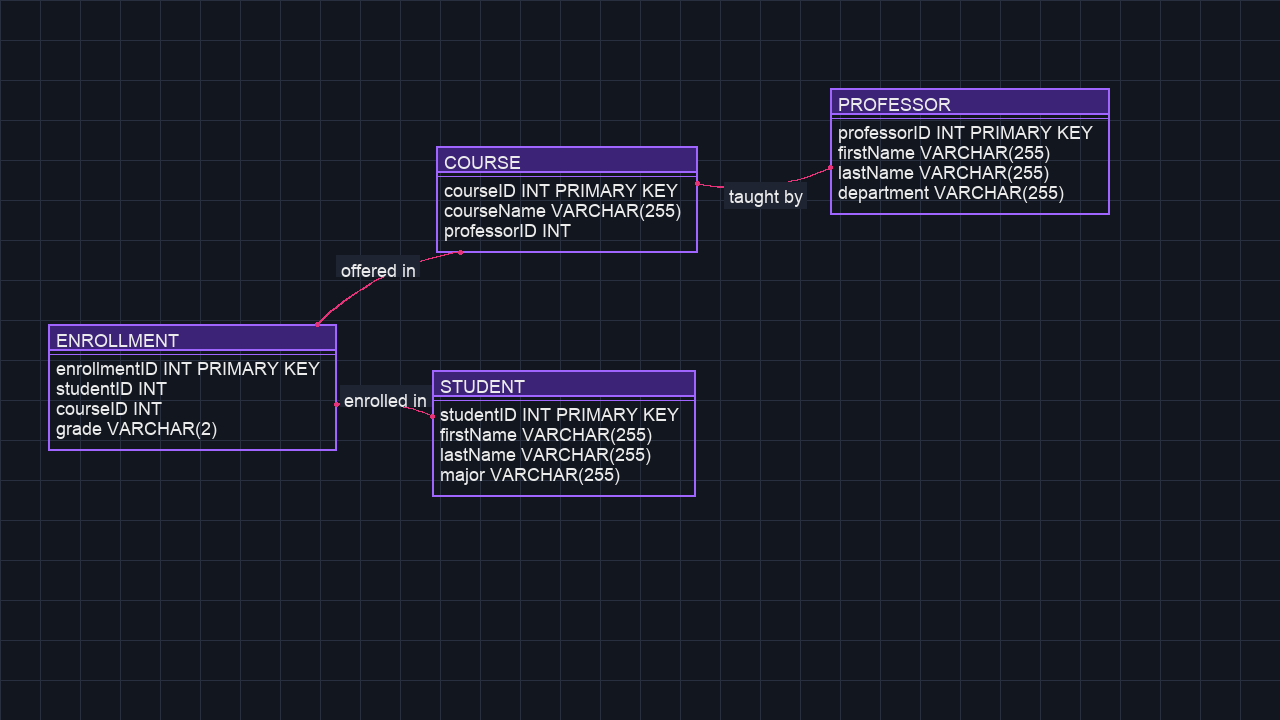 PROFESSOR
professorID INT PRIMARY KEY
firstName VARCHAR(255)
lastName VARCHAR(255)
department VARCHAR(255)
COURSE
courseID INT PRIMARY KEY
courseName VARCHAR(255)
professorID INT
taught by
offered in
ENROLLMENT
enrollmentID INT PRIMARY KEY
studentID INT
courseID INT
grade VARCHAR(2)
enrolled in
STUDENT
studentID INT PRIMARY KEY
firstName VARCHAR(255)
lastName VARCHAR(255)
major VARCHAR(255)